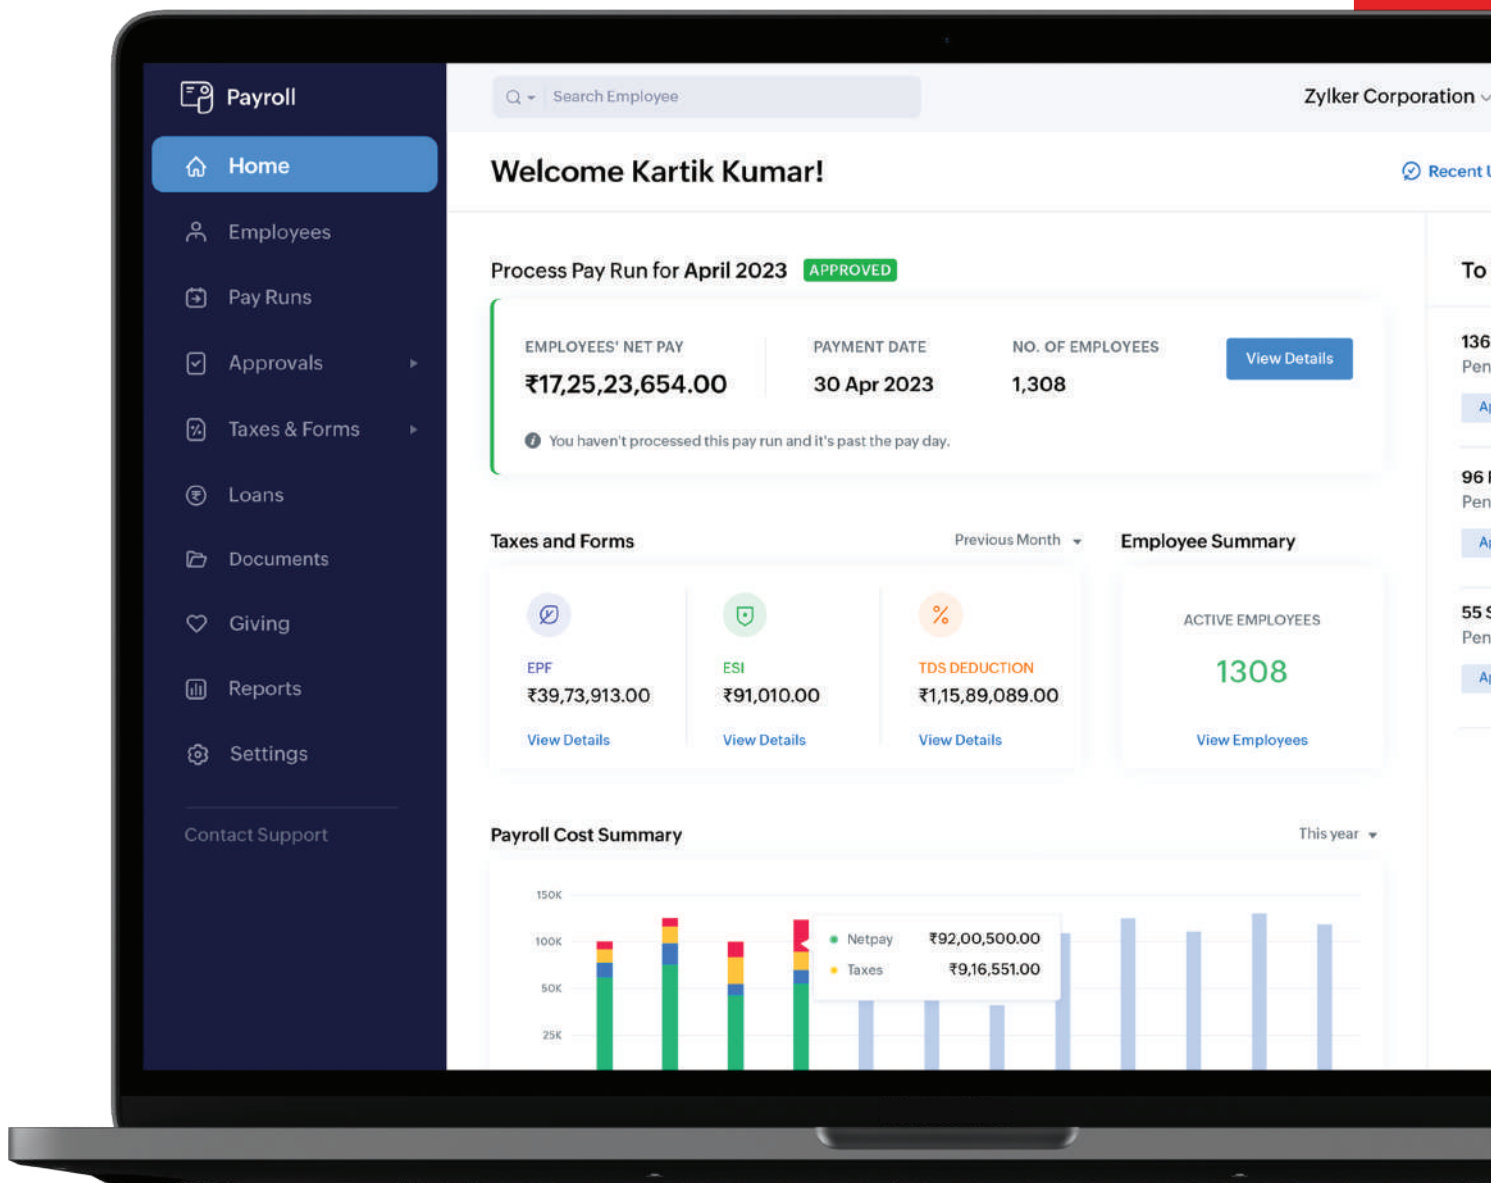 Payroll
Search Employee
Zylker Corporation
Home
Welcome Kartik Kumar!
Recent
Employees
Process Pay Run for April 2023 APPROVED
To
Pay Runs
EMPLOYEES' NET PAY
PAYMENT DATE
NO. OF EMPLOYEES
View Details
₹17,25,23,654.00
30 Apr 2023
1,308
136
Approvals
You haven't processed this pay run and it's past the pay day.
Taxes & Forms
Loans
96
Taxes and Forms
Previous Month
Employee Summary
Documents
Giving
ACTIVE EMPLOYEES
1308
View Employees
55
EPF
₹39,73,913.00
View Details
ESI
₹91,010.00
View Details
TDS DEDUCTION
₹1,15,89,089.00
View Details
Reports
Settings
Contact Support
Payroll Cost Summary
This year
150K
100K
50K
25K
Netpay ₹92,00,500.00
Taxes ₹9,16,551.00